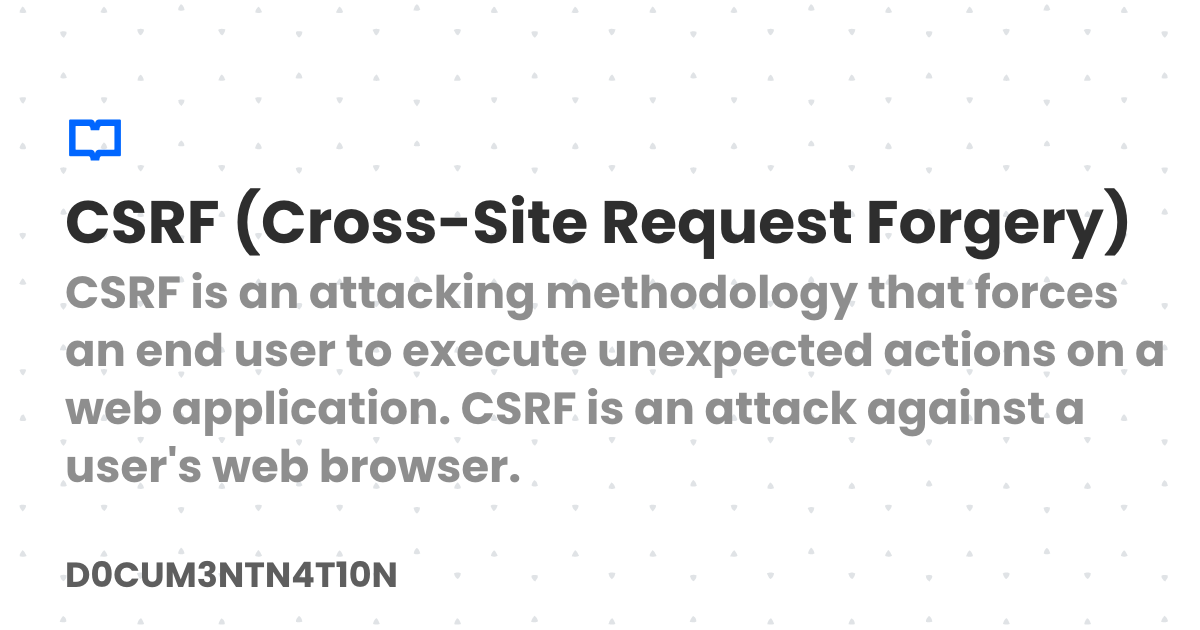 CSRF (Cross-Site Request Forgery)
CSRF is an attacking methodology that forces
an end user to execute unexpected actions on a
web application. CSRF is an attack against a
user's web browser.
D0CUM3NTN4T10N